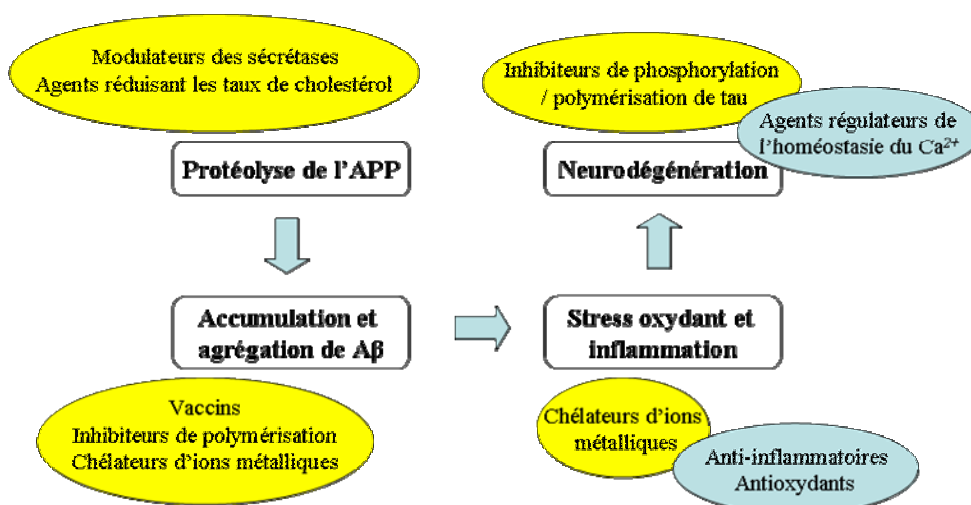 Modulateurs des sécrétases
Agents réduisant les taux de cholestérol
Protéolyse de l'APP
Inhibiteurs de phosphorylation
/ polymérisation de tau
Agents régulateurs de
l'homéostasie du Ca²⁺
Neurodégénération
Accumulation et
agrégation de Aβ
Stress oxydant et
inflammation
Vaccins
Inhibiteurs de polymérisation
Chélateurs d'ions métalliques
Chélateurs d'ions
métalliques
Anti-inflammatoires
Antioxydants